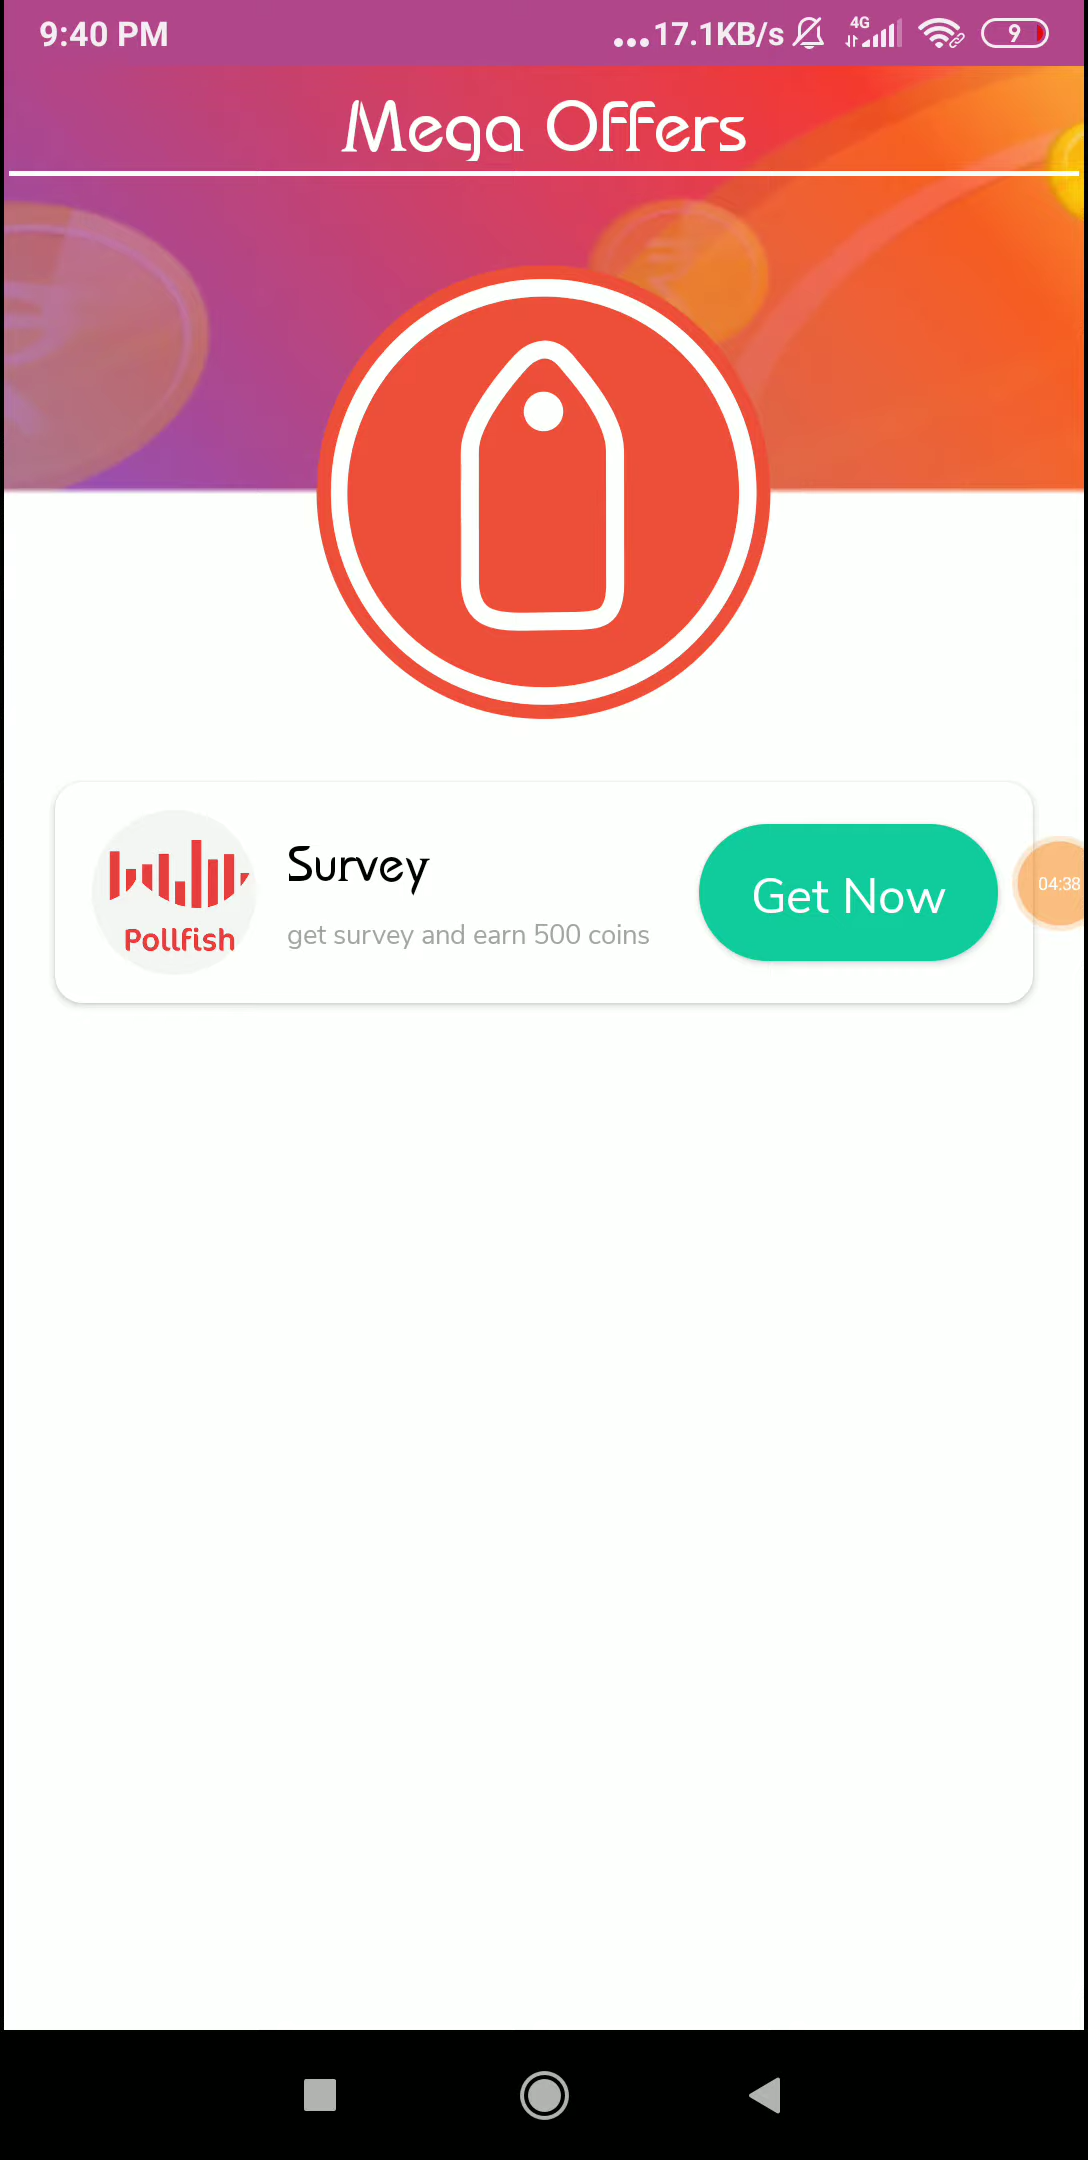 9:40 PM ...17.1KB/s 4G 9
Mega Offers
Survey
get survey and earn 500 coins
Pollfish
Get Now
04:38